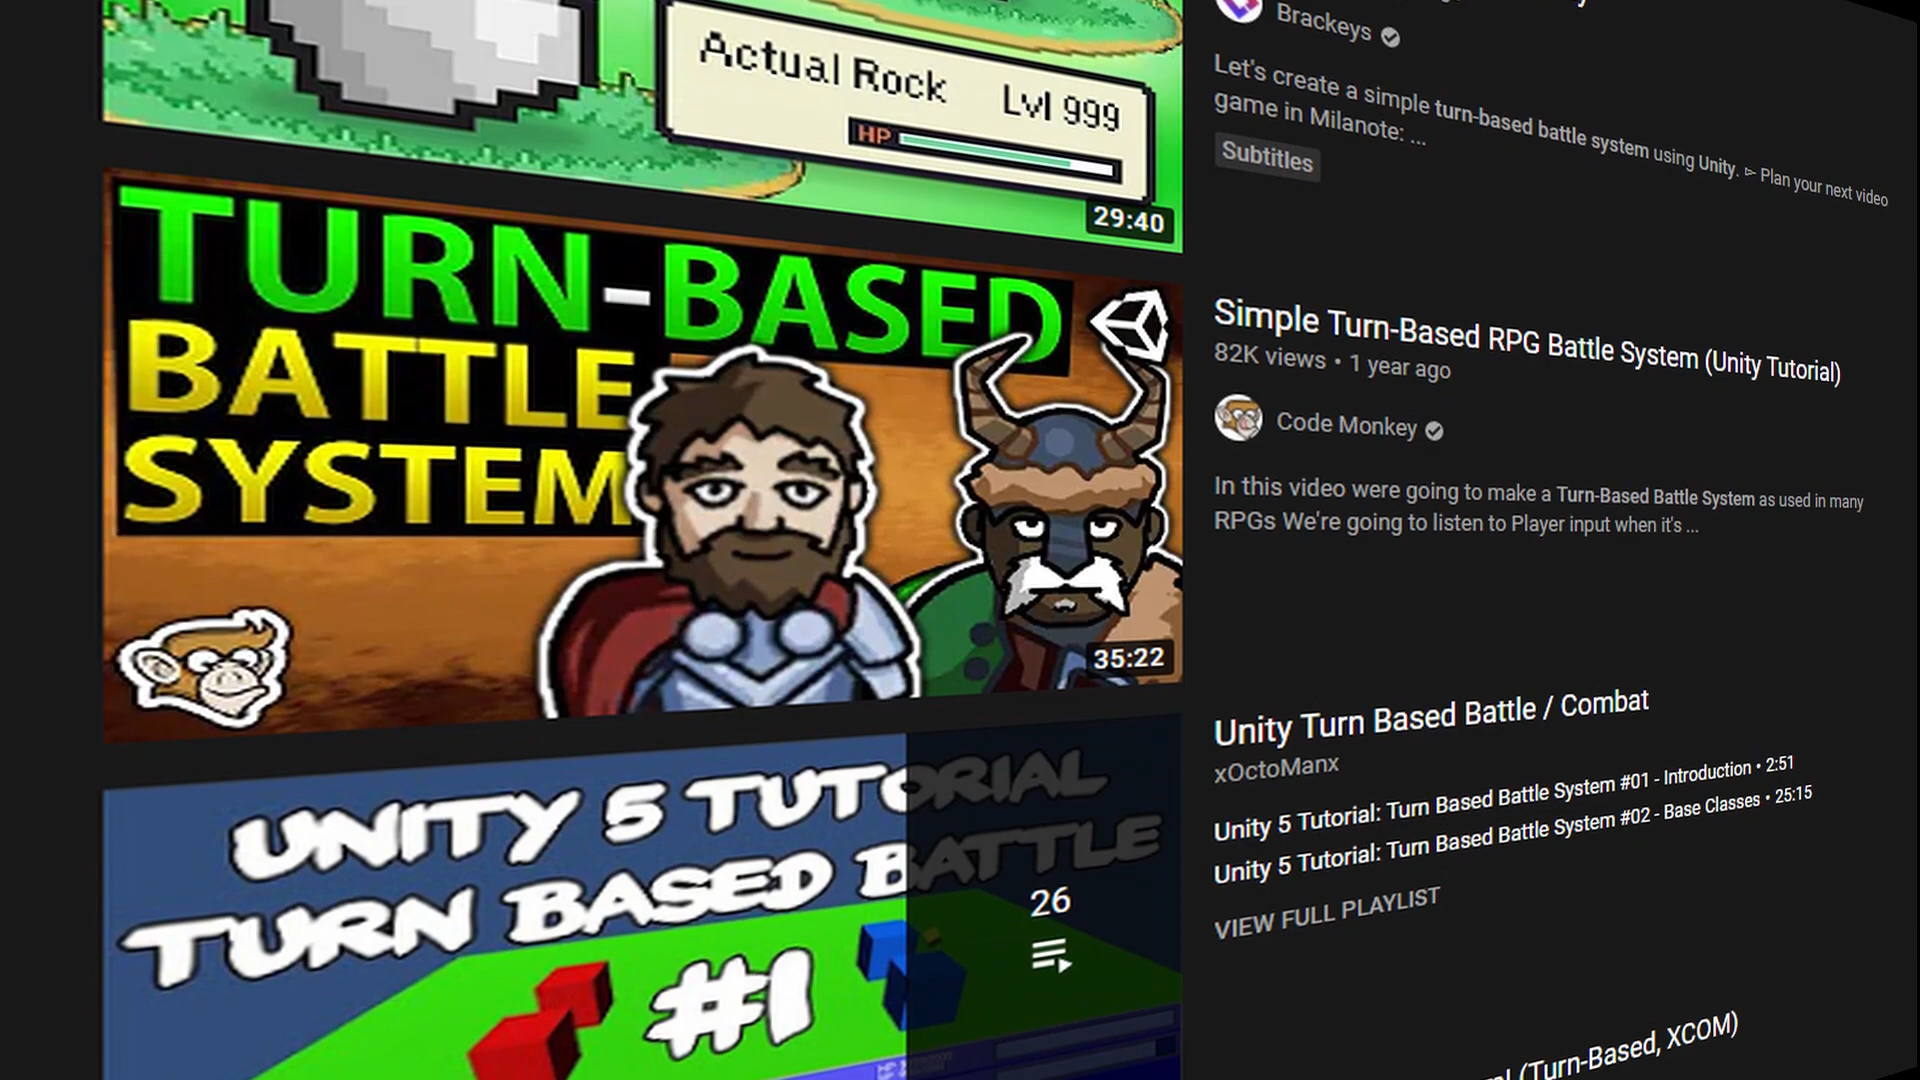 Actual Rock
Lvl 999
HP
29:40
Brackeys
Let's create a simple turn-based battle system using Unity. ▻ Plan your next video
game in Milanote: ...
Subtitles
TURN-BASED
BATTLE
SYSTEM
35:22
Simple Turn-Based RPG Battle System (Unity Tutorial)
82K views • 1 year ago
Code Monkey
In this video were going to make a Turn-Based Battle System as used in many
RPGs We're going to listen to Player input when it's ...
UNITY 5 TUTORIAL
TURN BASED BATTLE
#1
26
Unity Turn Based Battle / Combat
xOctoManx
Unity 5 Tutorial: Turn Based Battle System #01 - Introduction • 2:51
Unity 5 Tutorial: Turn Based Battle System #02 - Base Classes • 25:15
VIEW FULL PLAYLIST
(Turn-Based, XCOM)